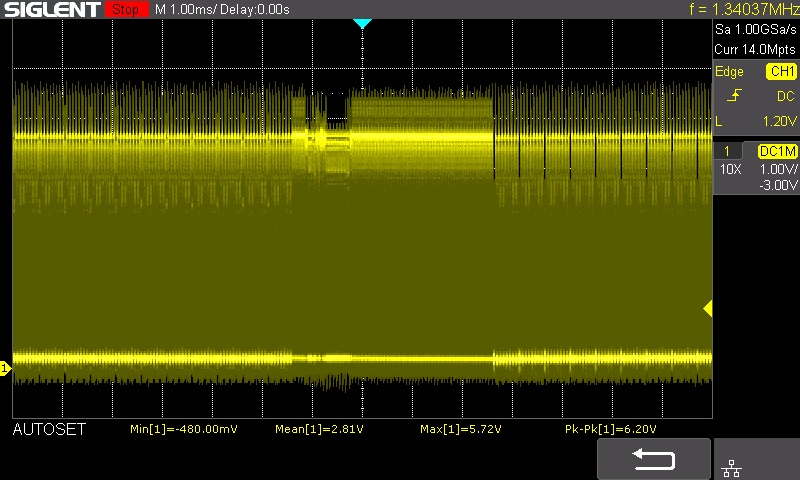 SIGLENT Stop M 1.00ms/ Delay:0.00s f = 1.34037MHz
Sa 1.00GSa/s
Curr 14.0Mpts
Edge CH1
DC
L 1.20V
1 DC1M
10X 1.00V/
-3.00V
1
AUTOSET Min[1]=-480.00mV Mean[1]=2.81V Max[1]=5.72V Pk-Pk[1]=6.20V